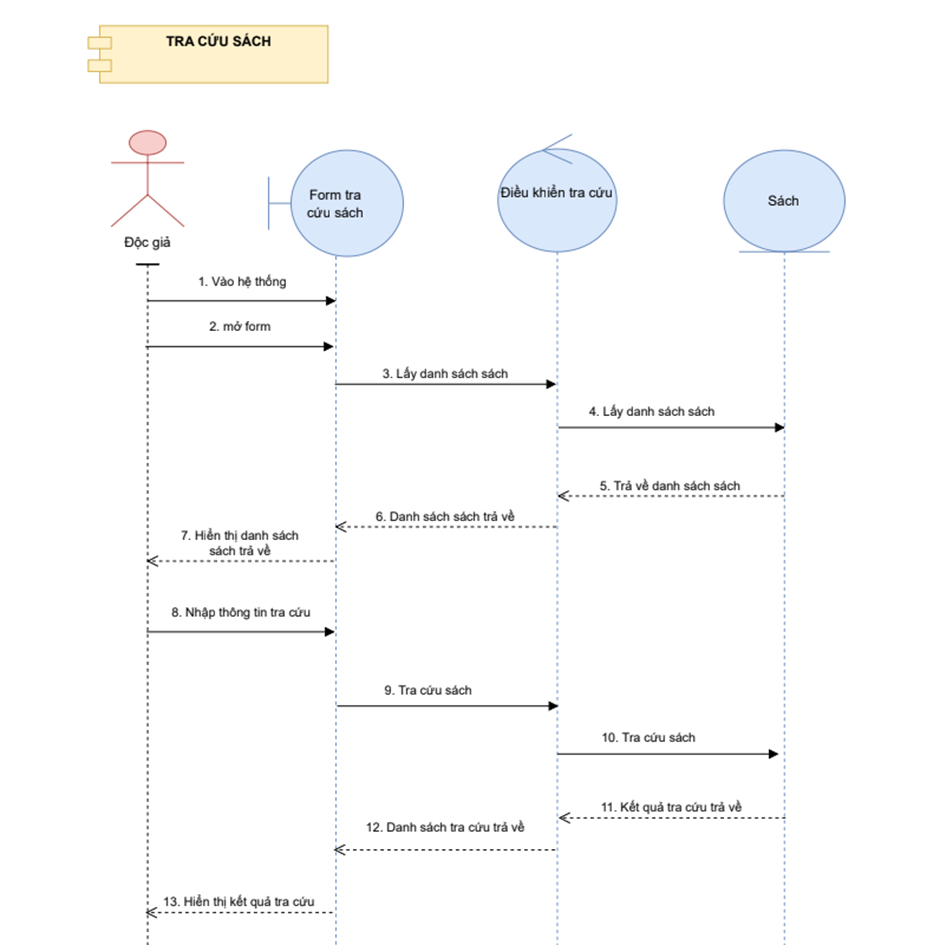 TRA CỨU SÁCH
Form tra
cứu sách
Điều khiển tra cứu
Sách
Độc giả
1. Vào hệ thống
2. mở form
3. Lấy danh sách sách
4. Lấy danh sách sách
5. Trả về danh sách sách
6. Danh sách sách trả về
7. Hiển thị danh sách
sách trả về
8. Nhập thông tin tra cứu
9. Tra cứu sách
10. Tra cứu sách
11. Kết quả tra cứu trả về
12. Danh sách tra cứu trả về
13. Hiển thị kết quả tra cứu